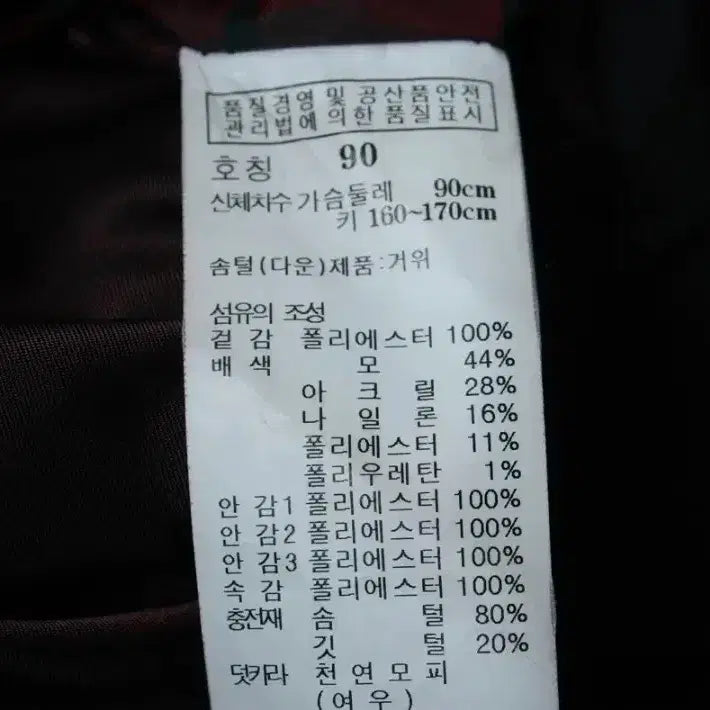 품질경영 및 공산품안전
관리법에의한 품질표시
호칭 90
신체차수 가슴둘레 90cm
키 160~170cm
솜털(다운)제품:거위
섬유의 조성
겉 감 폴리에스터 100%
배 색 모 44%
아 크 릴 28%
나 일 론 16%
폴리에스터 11%
폴리우레탄 1%
안 감1 폴리에스터 100%
안 감2 폴리에스터 100%
안 감3 폴리에스터 100%
속 감 폴리에스터 100%
충전재 솜 털 80%
깃 털 20%
덧카라 천 연 모 피
(여 우)